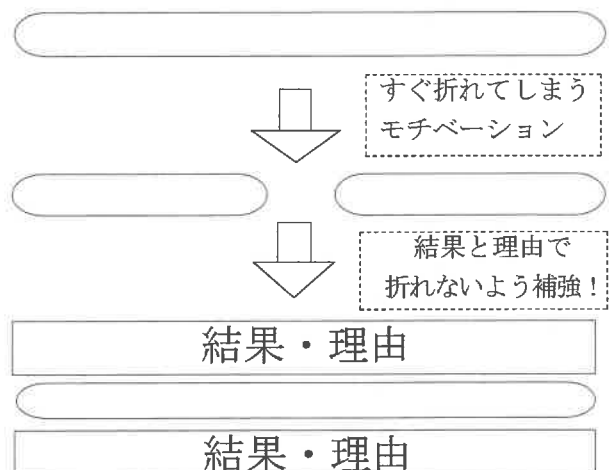 すぐ折れてしまう
モチベーション
結果と理由で
折れないよう補強！
結果・理由
結果・理由